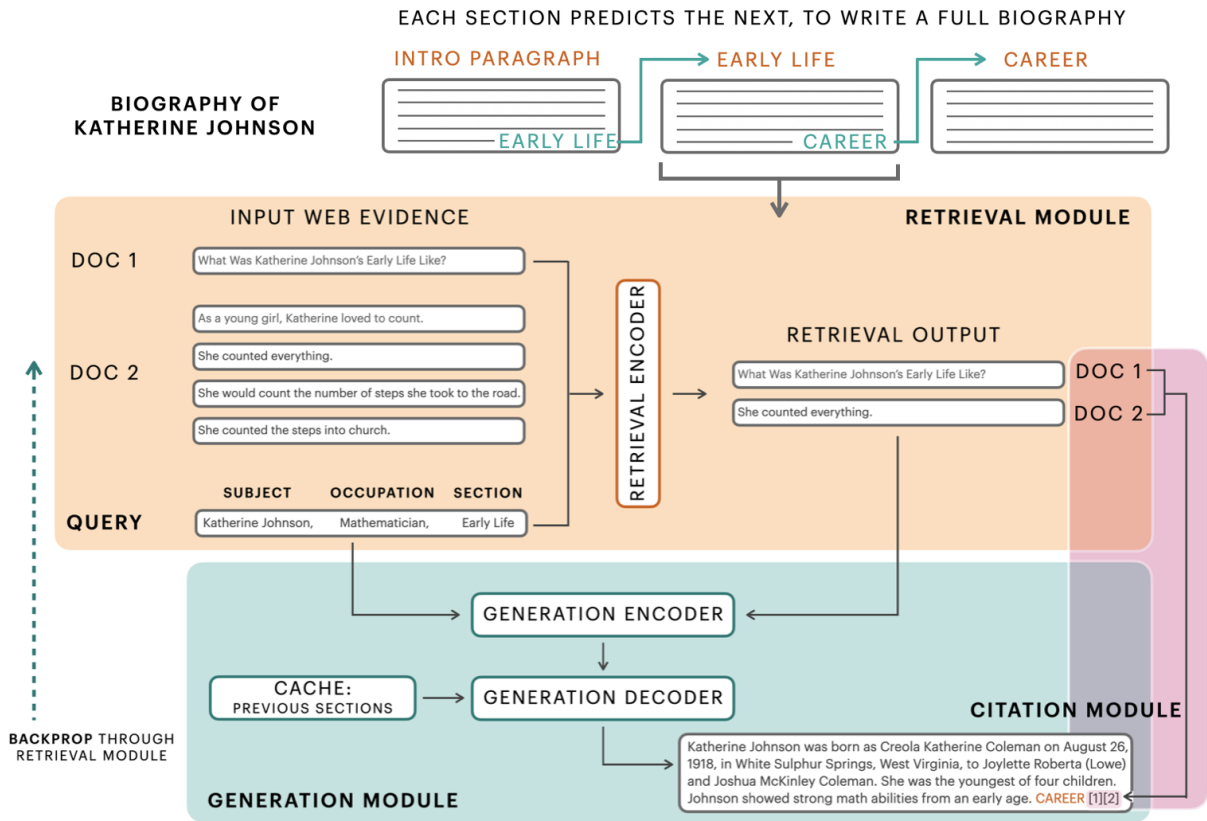 EACH SECTION PREDICTS THE NEXT, TO WRITE A FULL BIOGRAPHY
INTRO PARAGRAPH
EARLY LIFE
CAREER
BIOGRAPHY OF
KATHERINE JOHNSON
EARLY LIFE
CAREER
INPUT WEB EVIDENCE
RETRIEVAL MODULE
DOC 1
What Was Katherine Johnson's Early Life Like?
As a young girl, Katherine loved to count.
She counted everything.
DOC 2
She would count the number of steps she took to the road.
She counted the steps into church.
RETRIEVAL ENCODER
RETRIEVAL OUTPUT
What Was Katherine Johnson's Early Life Like?
DOC 1
She counted everything.
DOC 2
SUBJECT OCCUPATION SECTION
QUERY
Katherine Johnson, Mathematician, Early Life
GENERATION ENCODER
CACHE:
PREVIOUS SECTIONS
GENERATION DECODER
CITATION MODULE
BACKPROP THROUGH
RETRIEVAL MODULE
Katherine Johnson was born as Creola Katherine Coleman on August 26,
1918, in White Sulphur Springs, West Virginia, to Joylette Roberta (Lowe)
and Joshua McKinley Coleman. She was the youngest of four children.
Johnson showed strong math abilities from an early age. CAREER [1][2]
GENERATION MODULE